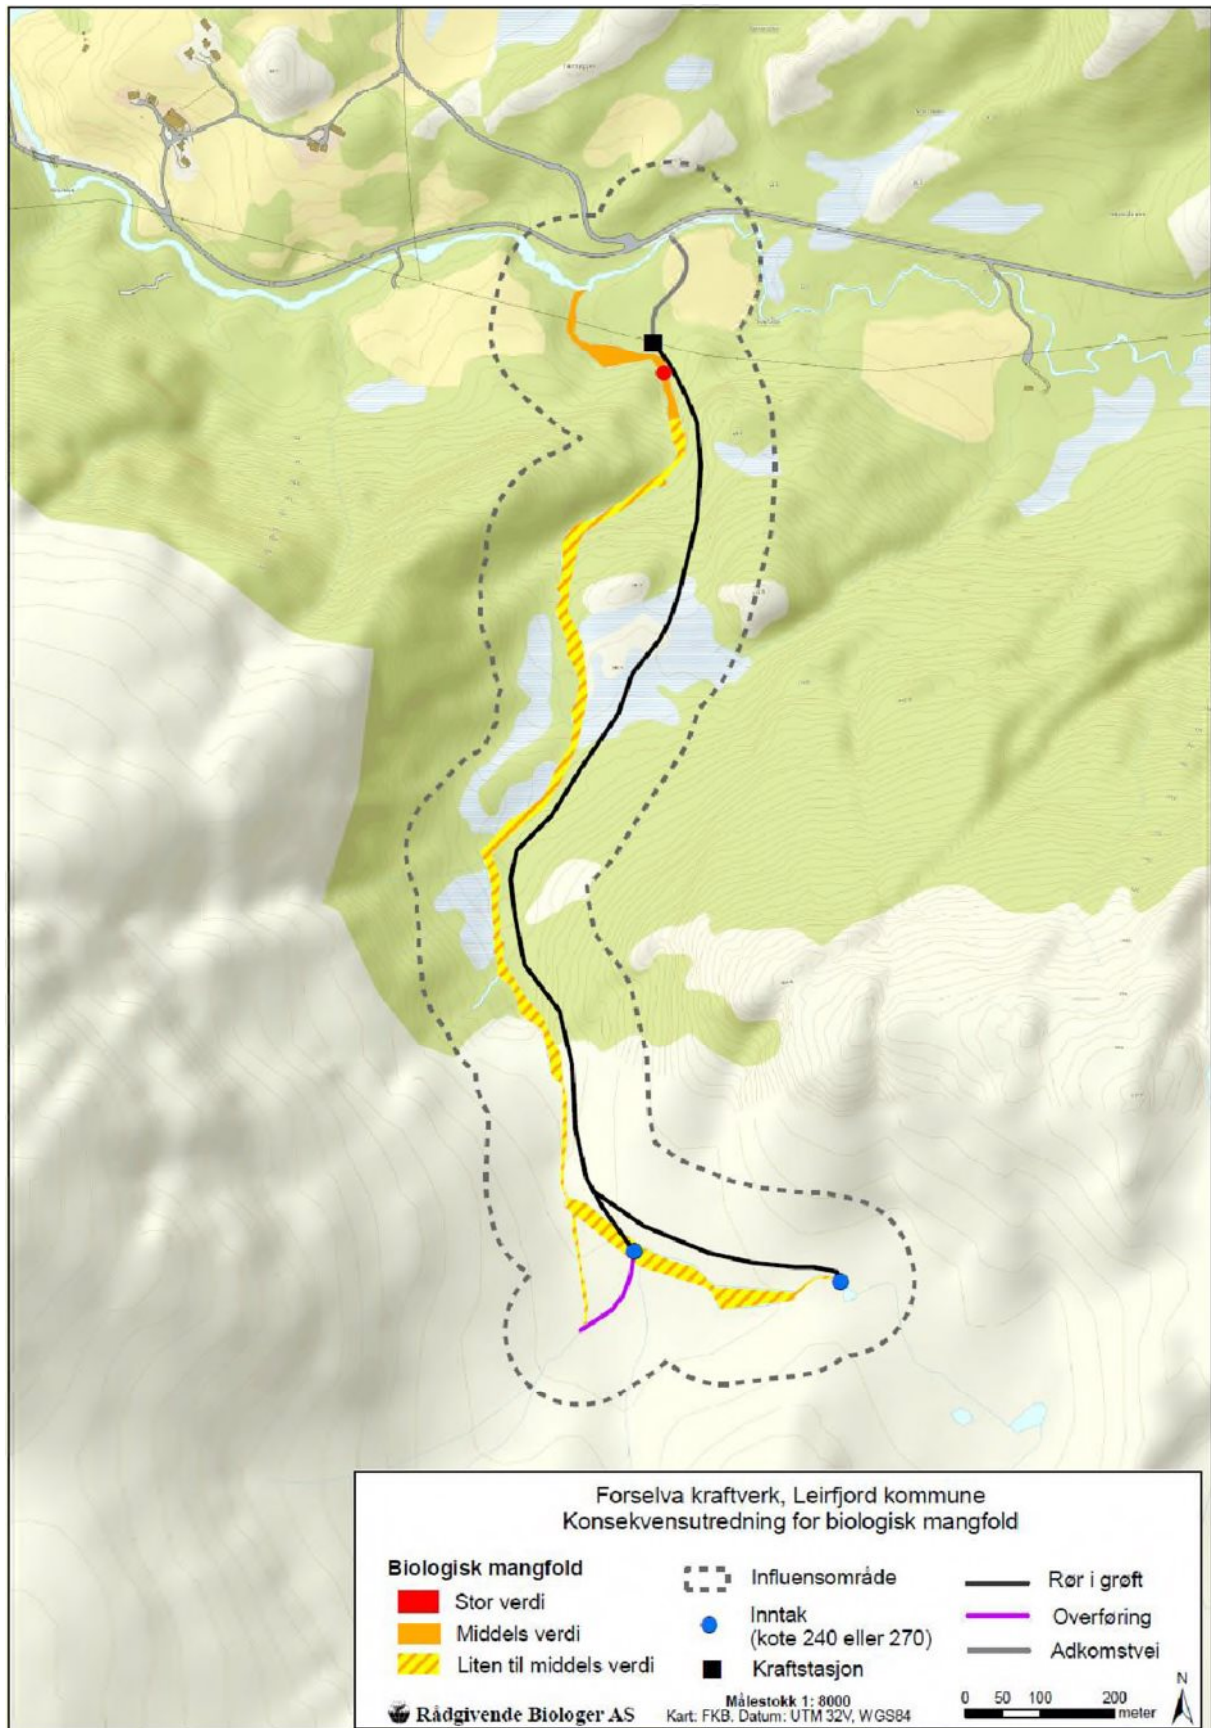 Forselva kraftverk, Leirfjord kommune
Konsekvensutredning for biologisk mangfold
Biologisk mangfold
Stor verdi
Middels verdi
Liten til middels verdi
Influensområde
Inntak
(kote 240 eller 270)
Kraftstasjon
Rør i grøft
Overføring
Adkomstvei
Rådgivende Biologer AS
Målestokk 1: 8000
Kart: FKB. Datum: UTM 32V, WGS84
0 50 100 200
meter
N